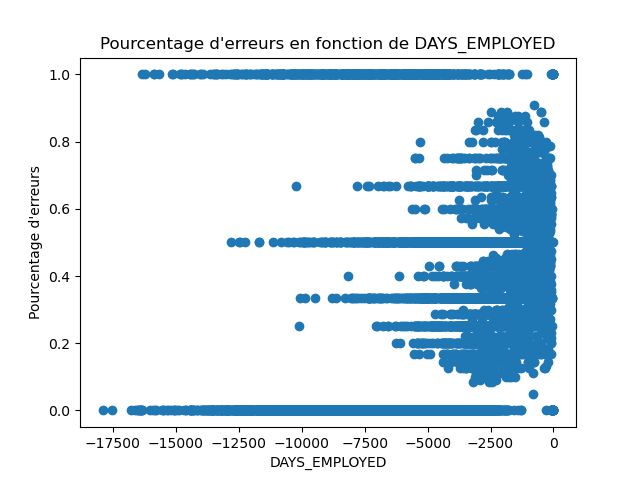 Pourcentage d'erreurs en fonction de DAYS_EMPLOYED
1.0
0.8
0.6
0.4
0.2
0.0
Pourcentage d'erreurs
−17500 −15000 −12500 −10000 −7500 −5000 −2500 0
DAYS_EMPLOYED